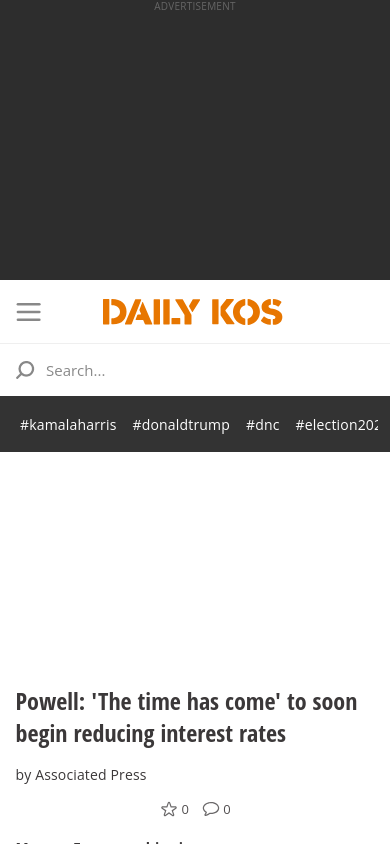 ADVERTISEMENT
DAILY KOS
Search...
#kamalaharris #donaldtrump #dnc #election202
Powell: 'The time has come' to soon
begin reducing interest rates
by Associated Press
0 0